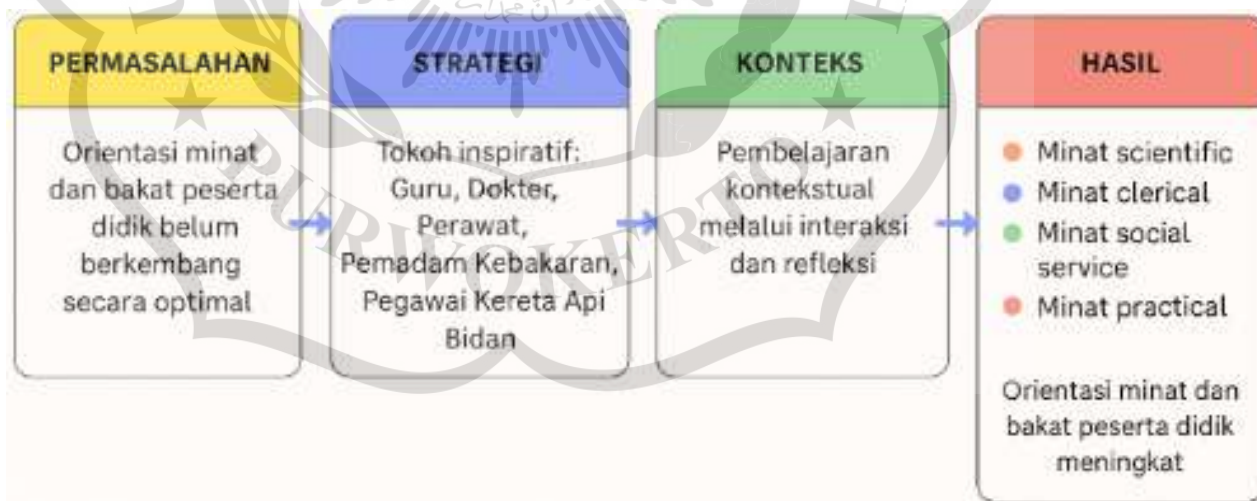 PERMASALAHAN
Orientasi minat
dan bakat peserta
didik belum
berkembang
secara optimal
STRATEGI
Tokoh inspiratif:
Guru, Dokter,
Perawat,
Pemadam Kebakaran,
Pegawai Kereta Api
Bidan
KONTEKS
Pembelajaran
kontekstual
melalui interaksi
dan refleksi
HASIL
Minat scientific
Minat clerical
Minat social
service
Minat practical
Orientasi minat dan
bakat peserta didik
meningkat
PURWOKERTO